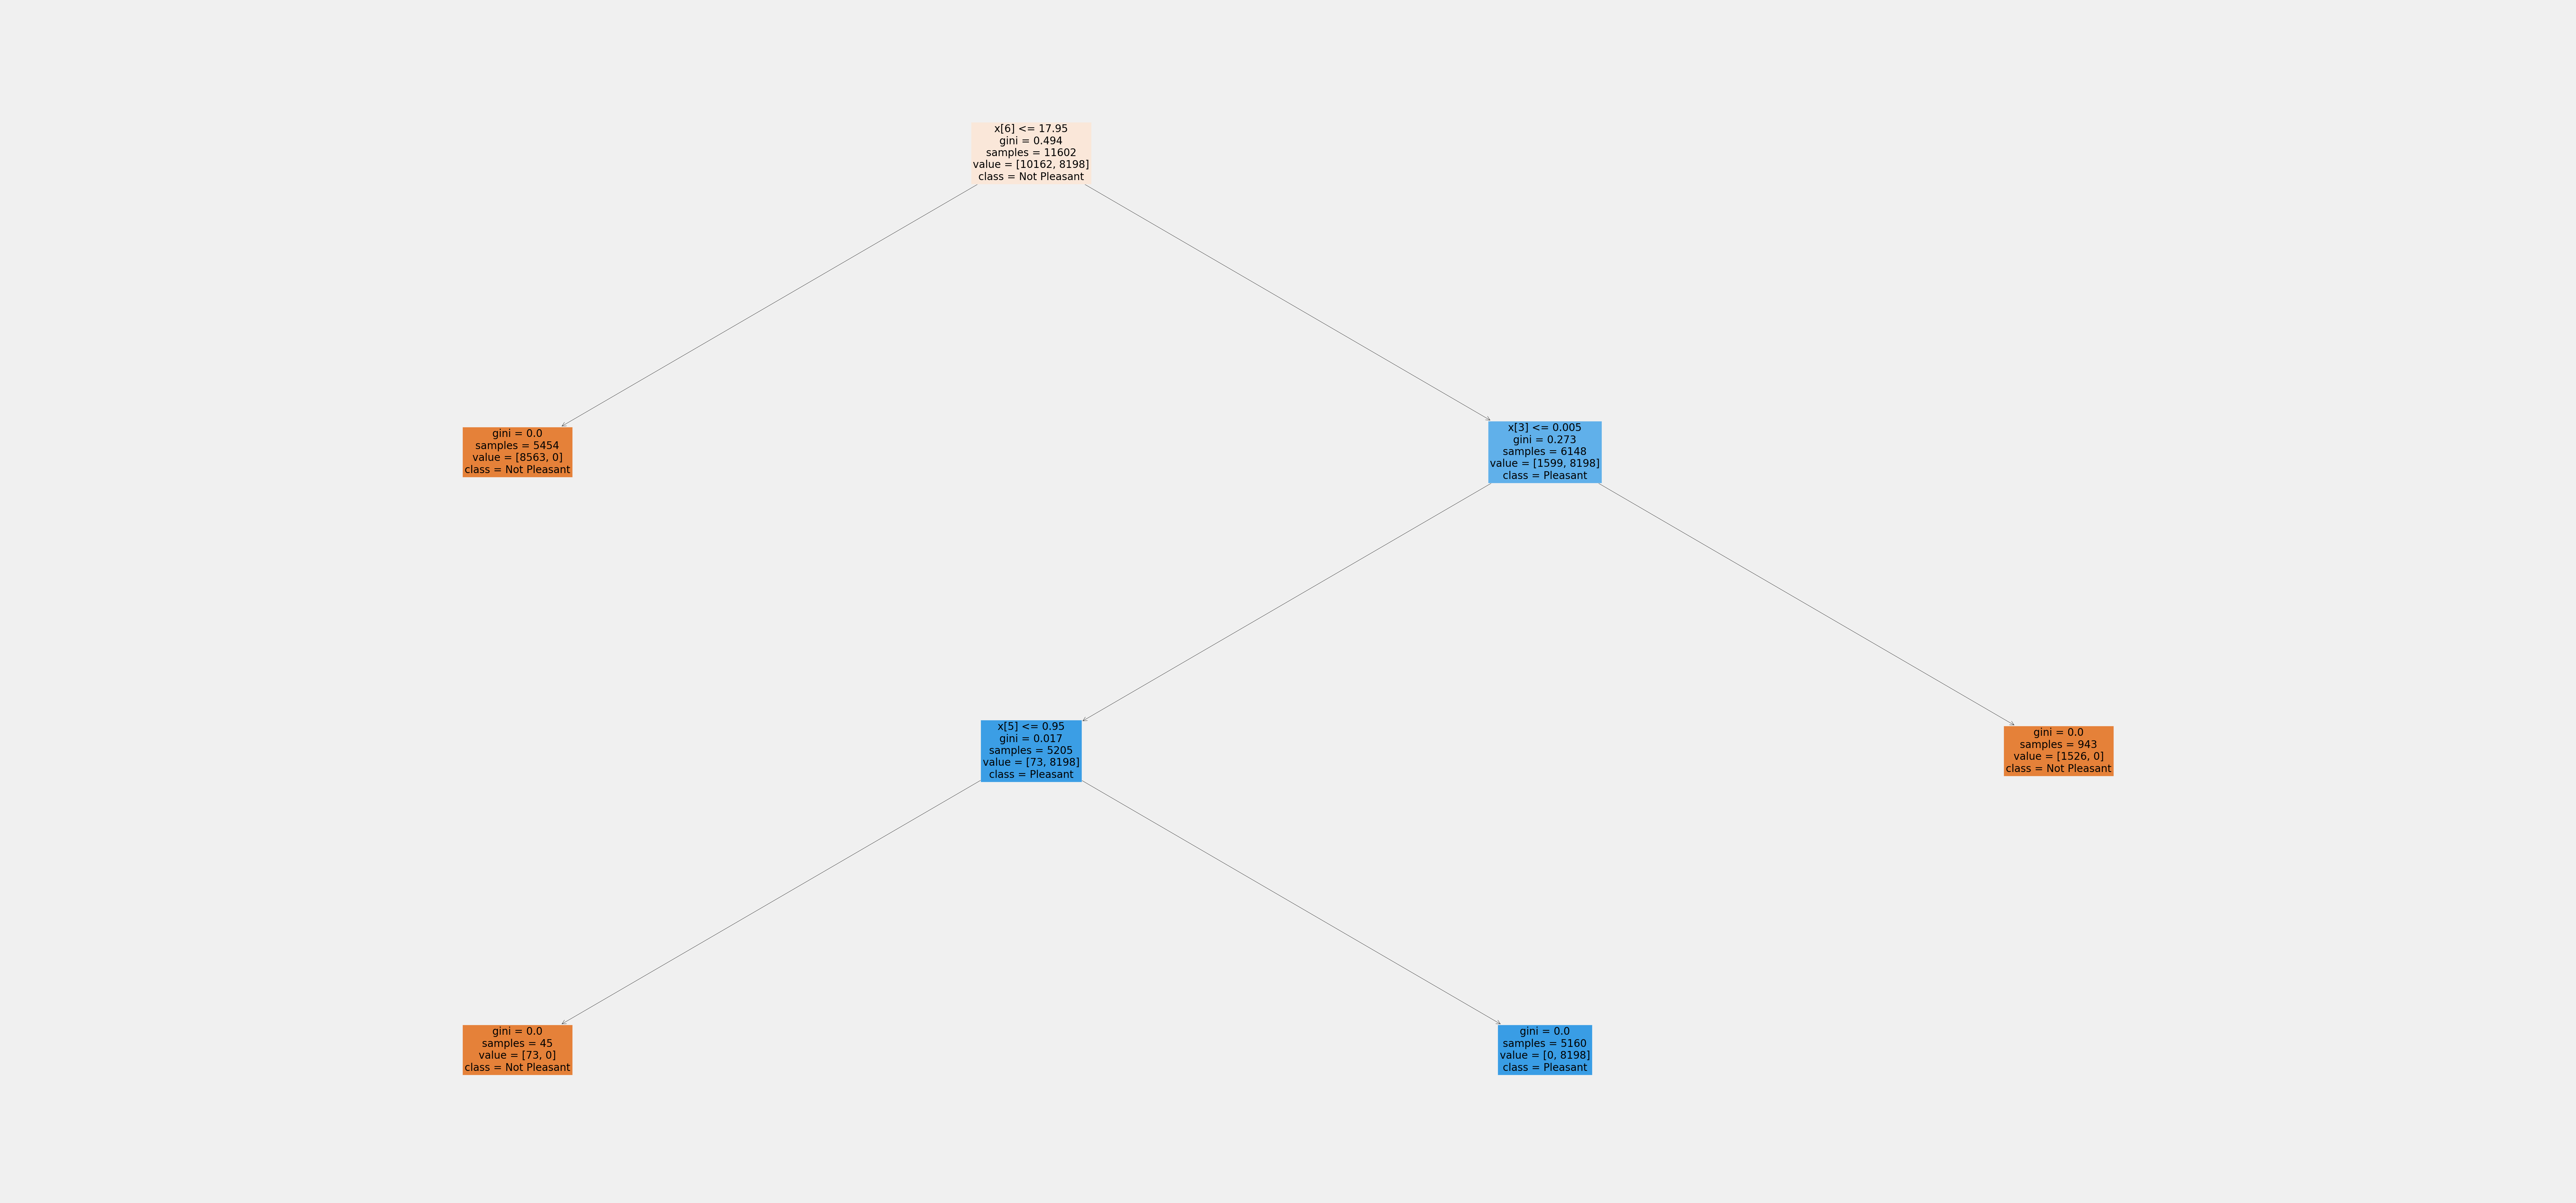 x[6] <= 17.95
gini = 0.494
samples = 11602
value = [10162, 8198]
class = Not Pleasant
gini = 0.0
samples = 5454
value = [8563, 0]
class = Not Pleasant
x[3] <= 0.005
gini = 0.273
samples = 6148
value = [1599, 8198]
class = Pleasant
x[5] <= 0.95
gini = 0.017
samples = 5205
value = [73, 8198]
class = Pleasant
gini = 0.0
samples = 943
value = [1526, 0]
class = Not Pleasant
gini = 0.0
samples = 45
value = [73, 0]
class = Not Pleasant
gini = 0.0
samples = 5160
value = [0, 8198]
class = Pleasant